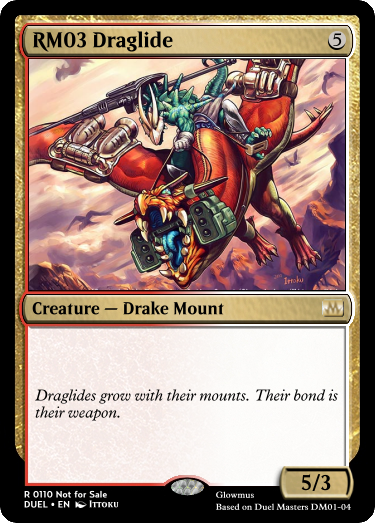 RM03 Draglide
5
Ittoku
Creature — Drake Mount
Draglides grow with their mounts. Their bond is
their weapon.
5/3
R 0110 Not for Sale
DUEL • EN Ittoku
Glowmus
Based on Duel Masters DM01-04